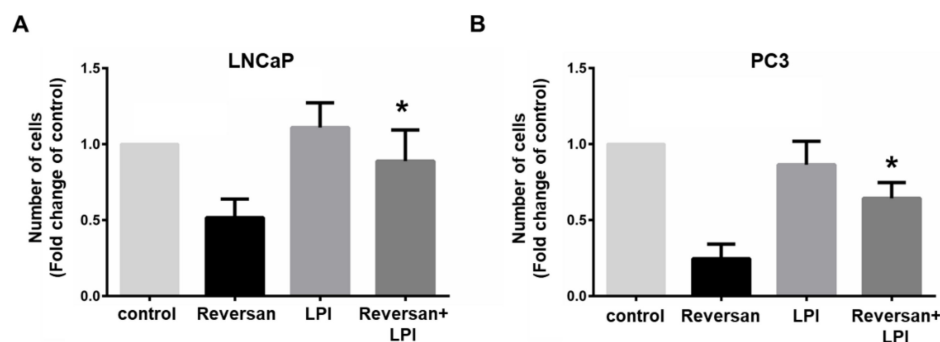 A
LNCaP
Number of cells
(Fold change of control)
1.5
1.0
0.5
0.0
*
control
Reversan
LPI
Reversan+
LPI
B
PC3
Number of cells
(Fold change of control)
1.5
1.0
0.5
0.0
*
control
Reversan
LPI
Reversan+
LPI